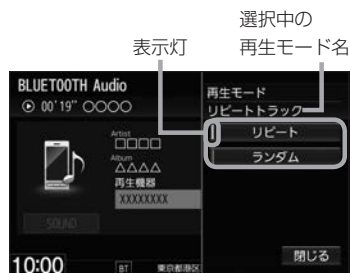 選択中の
表示灯 再生モード名
BLUETOOTH Audio
00'19" 〇〇〇〇
再生モード
リピートトラック
リピート
ランダム
Artist
□□□□
Album
△△△△
再生機器
XXXXXXXX
SOUND
閉じる
10:00 BT 東京都港区